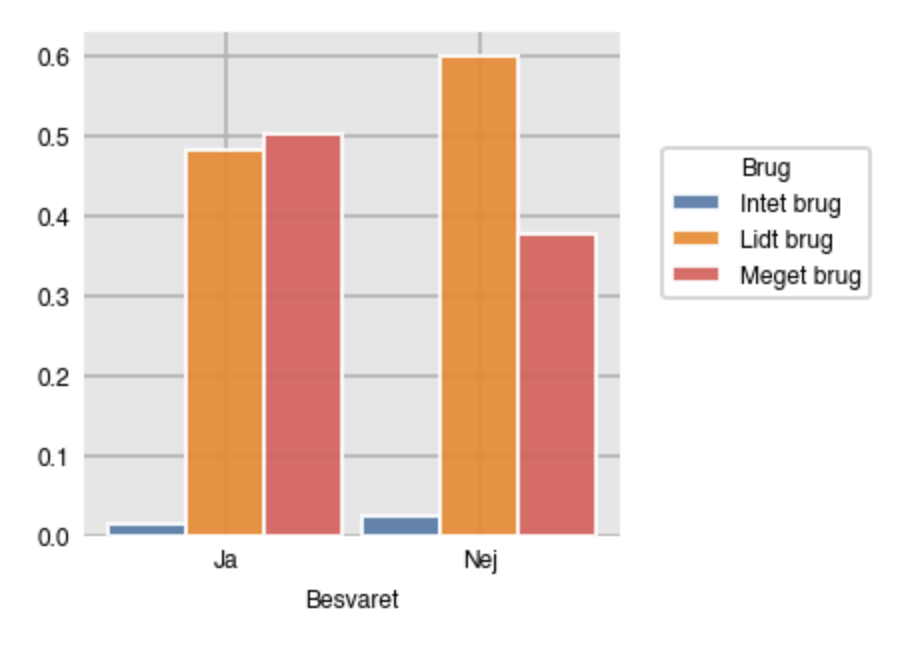 0.6
0.5
0.4
0.3
0.2
0.1
0.0
Ja
Nej
Besvaret
Brug
Intet brug
Lidt brug
Meget brug